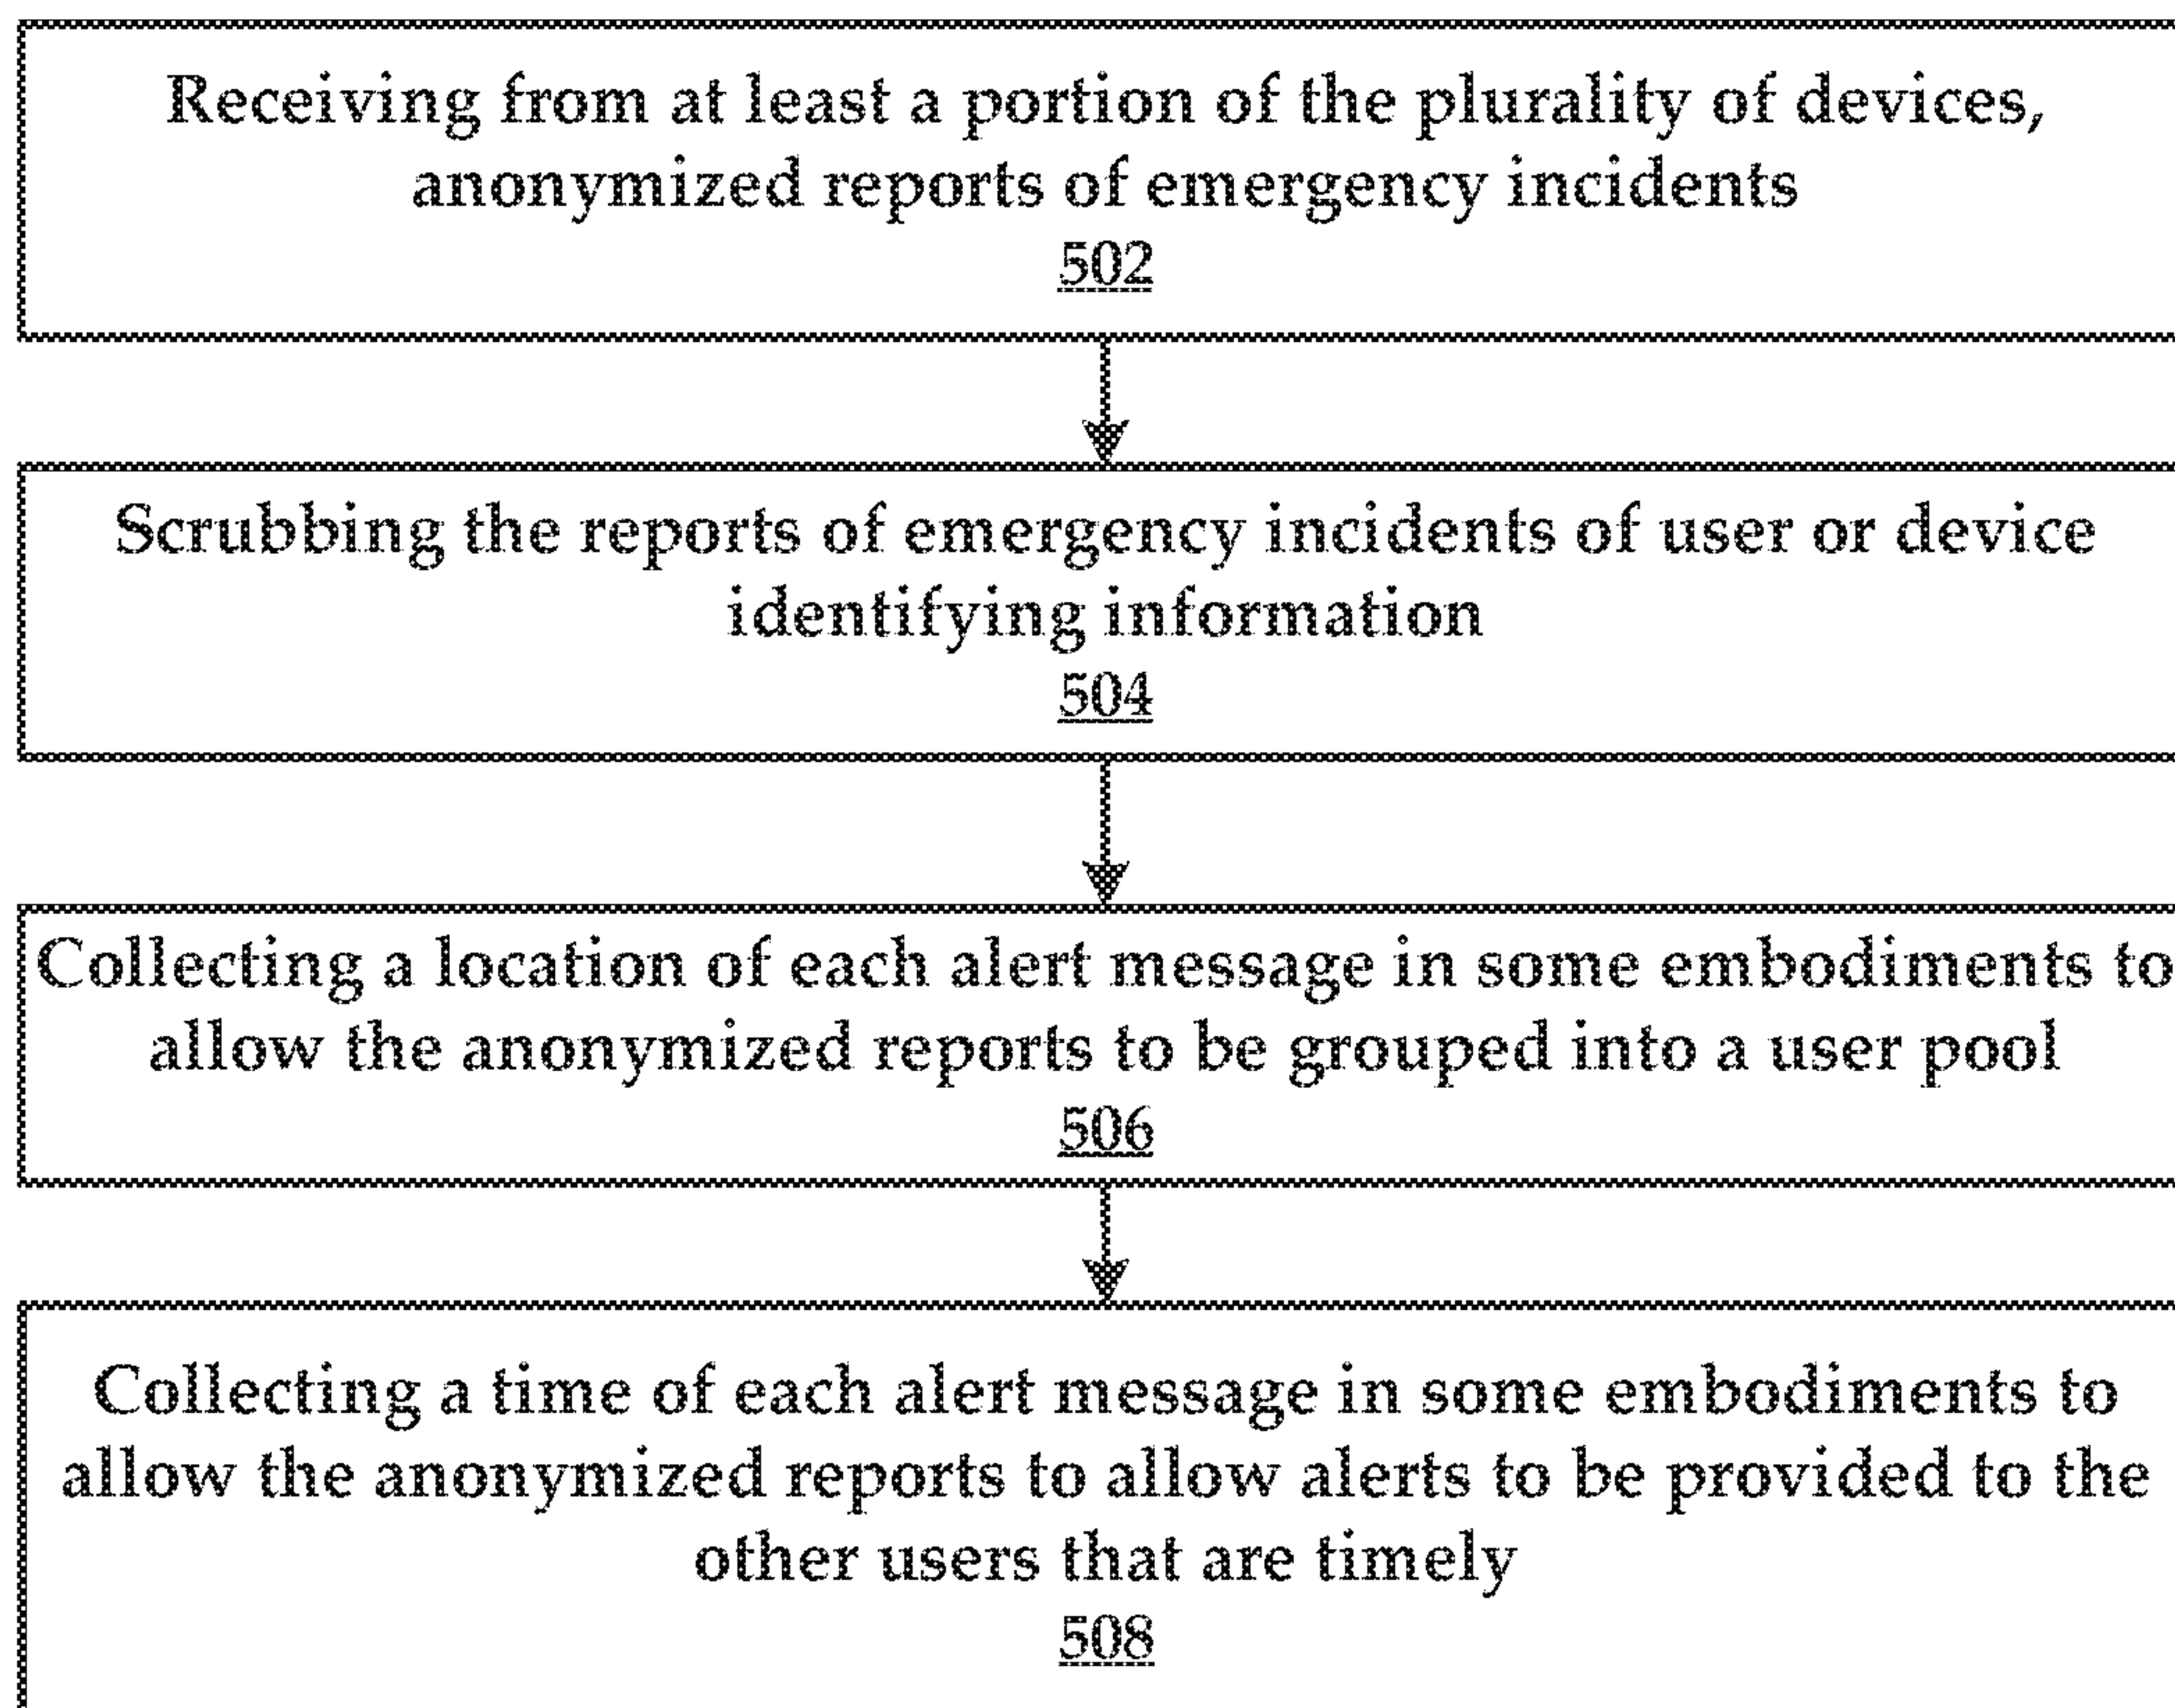 Receiving from at least a portion of the plurality of devices,
anonymized reports of emergency incidents
502
Scrubbing the reports of emergency incidents of user or device
identifying information
504
Collecting a location of each alert message in some embodiments to
allow the anonymized reports to be grouped into a user pool
506
Collecting a time of each alert message in some embodiments to
allow the anonymized reports to allow alerts to be provided to the
other users that are timely
508